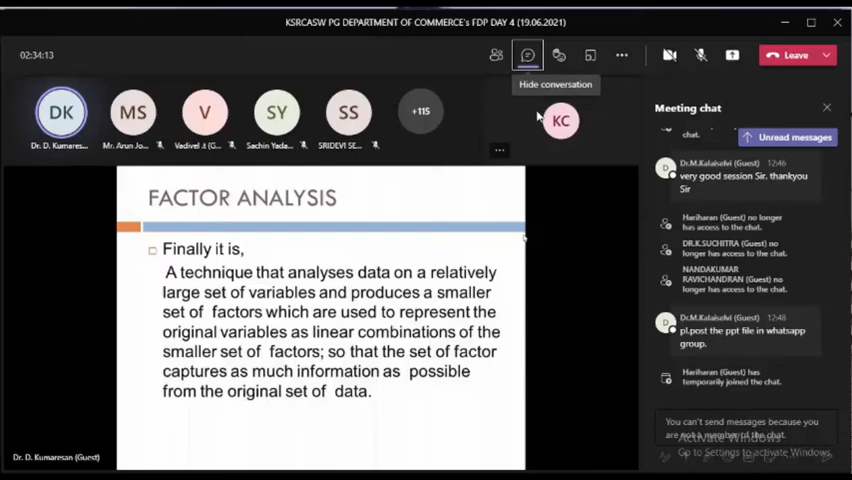 KSRCASW PG DEPARTMENT OF COMMERCE's FDP DAY 4 (19.06.2021)
02:34:13
Leave
Hide conversation
DK
MS
V
SY
SS
+115
KC
Dr. D. Kumares...
Mr. Arun Jo...
Vadivel .t (G...
Sachin Yada...
SRIDEVI SE...
Meeting chat
chat.
Unread messages
Dr.M.Kalaiselvi (Guest) 12:46
very good session Sir. thankyou
Sir
Hariharan (Guest) no longer
has access to the chat.
DR.K.SUCHITRA (Guest) no
longer has access to the chat.
NANDAKUMAR
RAVICHANDRAN (Guest) no
longer has access to the chat.
Dr.M.Kalaiselvi (Guest) 12:48
pl.post the ppt file in whatsapp
group.
Hariharan (Guest) has
temporarily joined the chat.
You can't send messages because you
are not a member of the chat.
Activate Windows
Go to Settings to activate Windows.
FACTOR ANALYSIS
Finally it is,
A technique that analyses data on a relatively
large set of variables and produces a smaller
set of factors which are used to represent the
original variables as linear combinations of the
smaller set of factors; so that the set of factor
captures as much information as possible
from the original set of data.
Dr. D. Kumaresan (Guest)